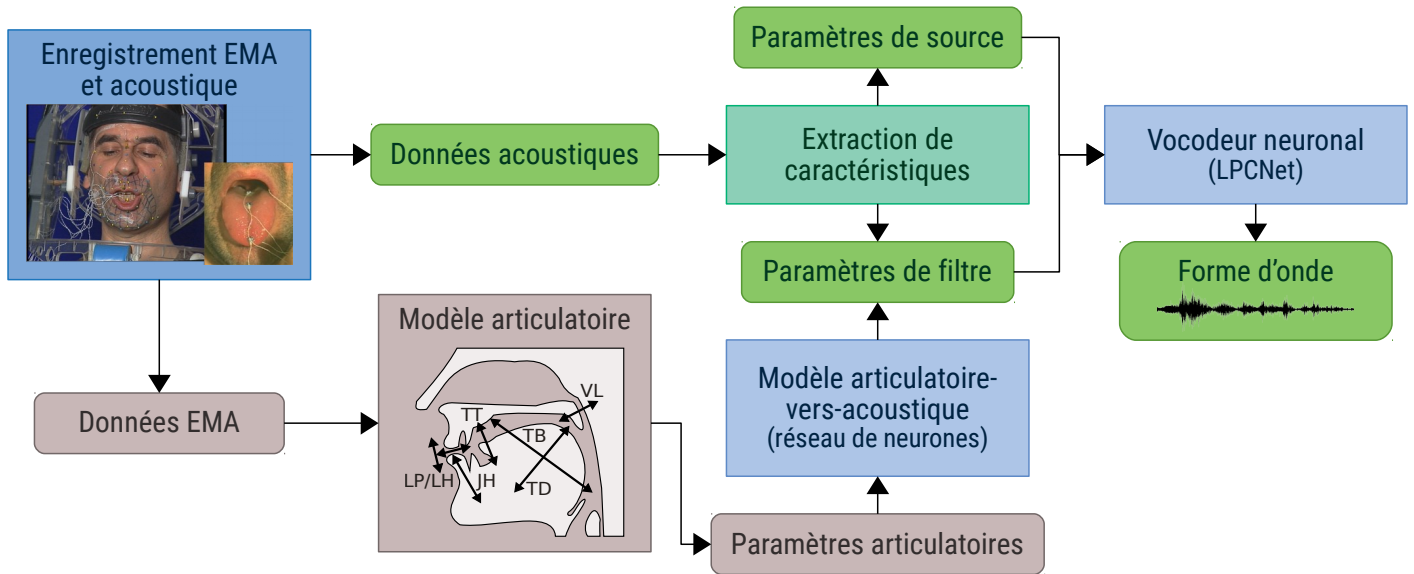 Enregistrement EMA
et acoustique
Données acoustiques
Paramètres de source
Extraction de
caractéristiques
Paramètres de filtre
Vocodeur neuronal
(LPCNet)
Forme d’onde
Données EMA
Modèle articulatoire
VL
TT
TB
LP/LH
JH
TD
Modèle articulatoire-
vers-acoustique
(réseau de neurones)
Paramètres articulatoires